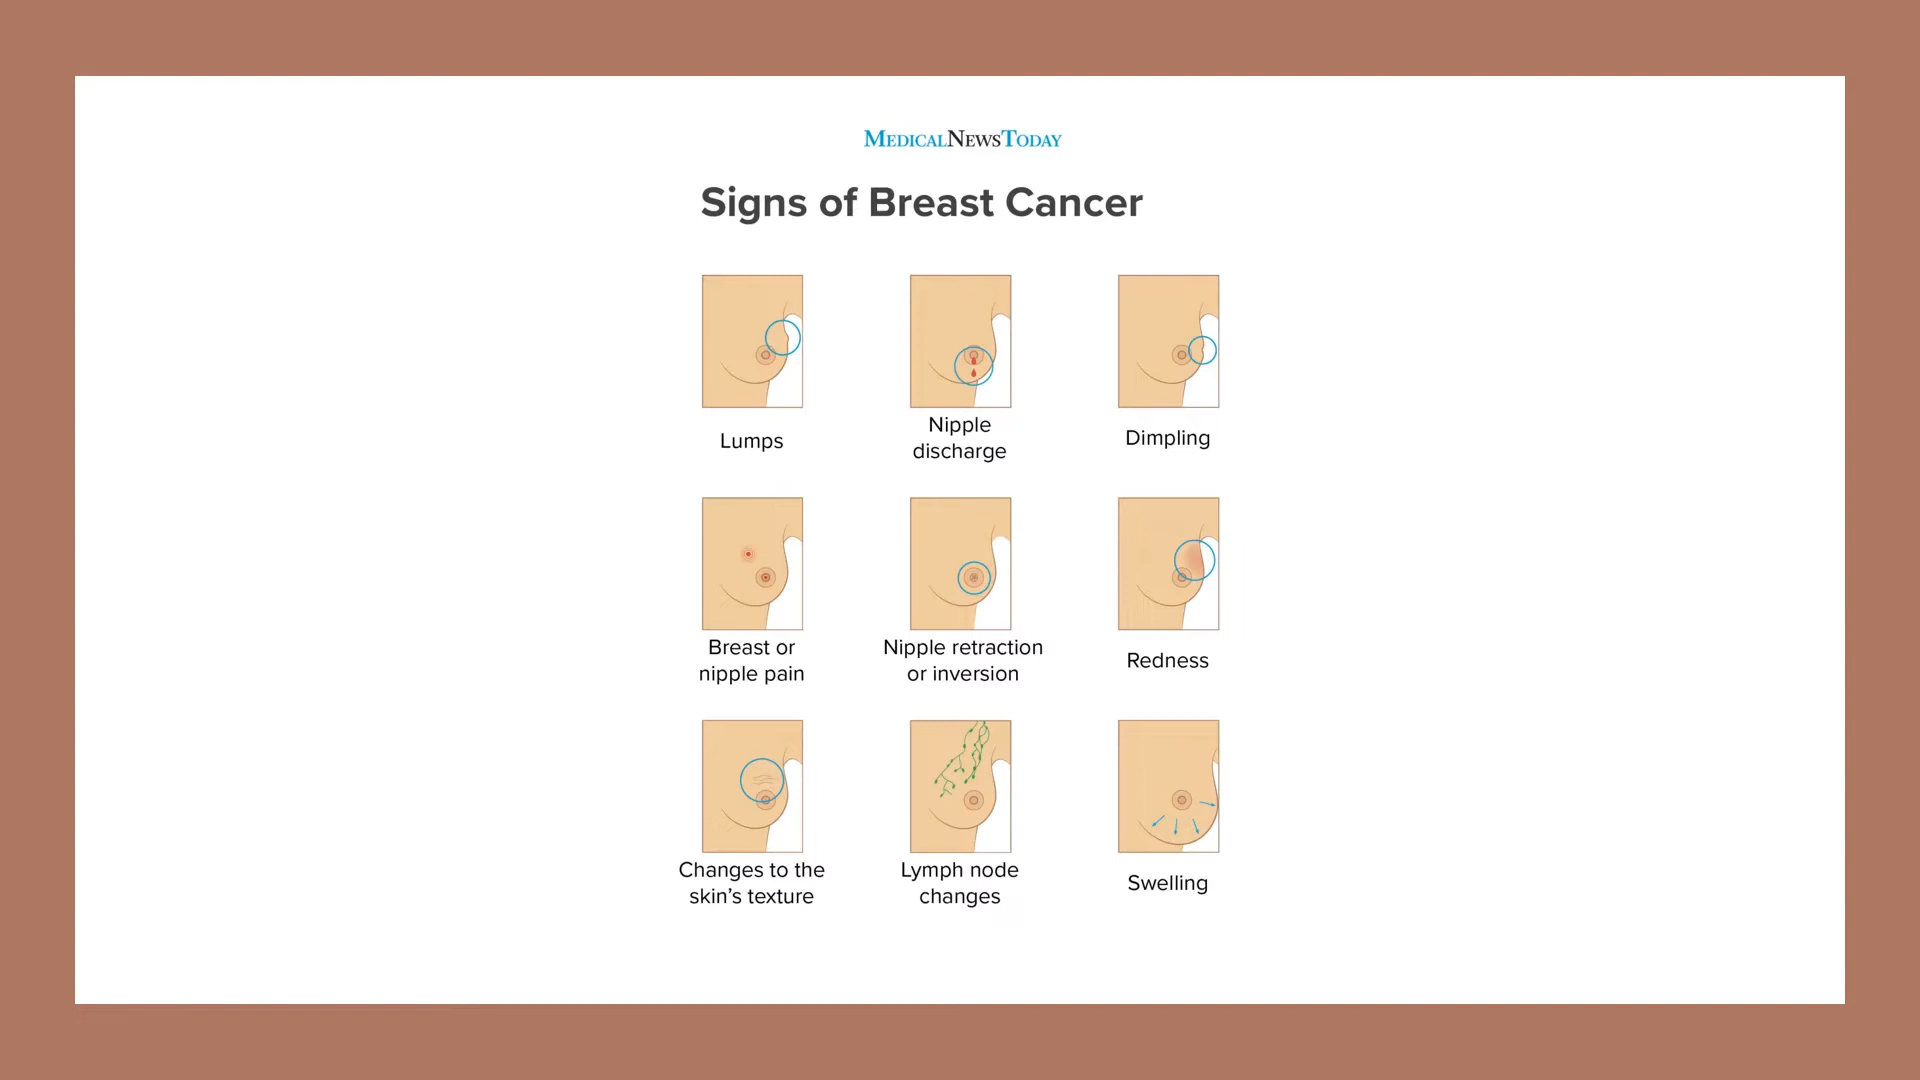 MEDICALNEWSTODAY
Signs of Breast Cancer
Lumps
Nipple
discharge
Dimpling
Breast or
nipple pain
Nipple retraction
or inversion
Redness
Changes to the
skin’s texture
Lymph node
changes
Swelling